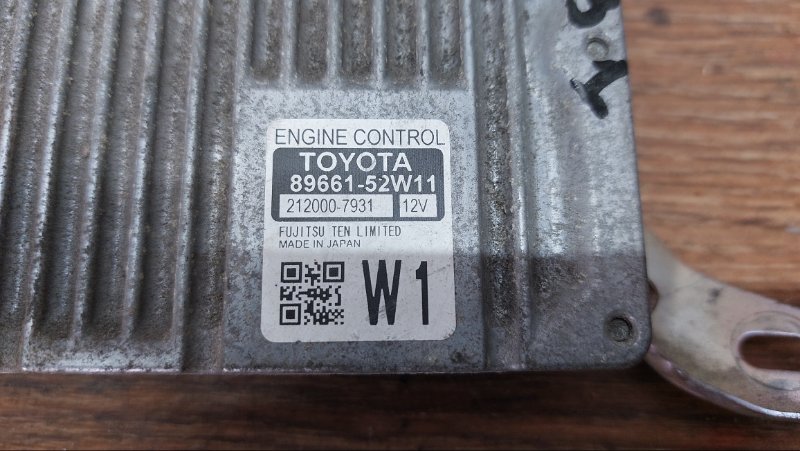 ENGINE CONTROL
TOYOTA
89661-52W11
212000-7931 12V
FUJITSU TEN LIMITED
MADE IN JAPAN
W1